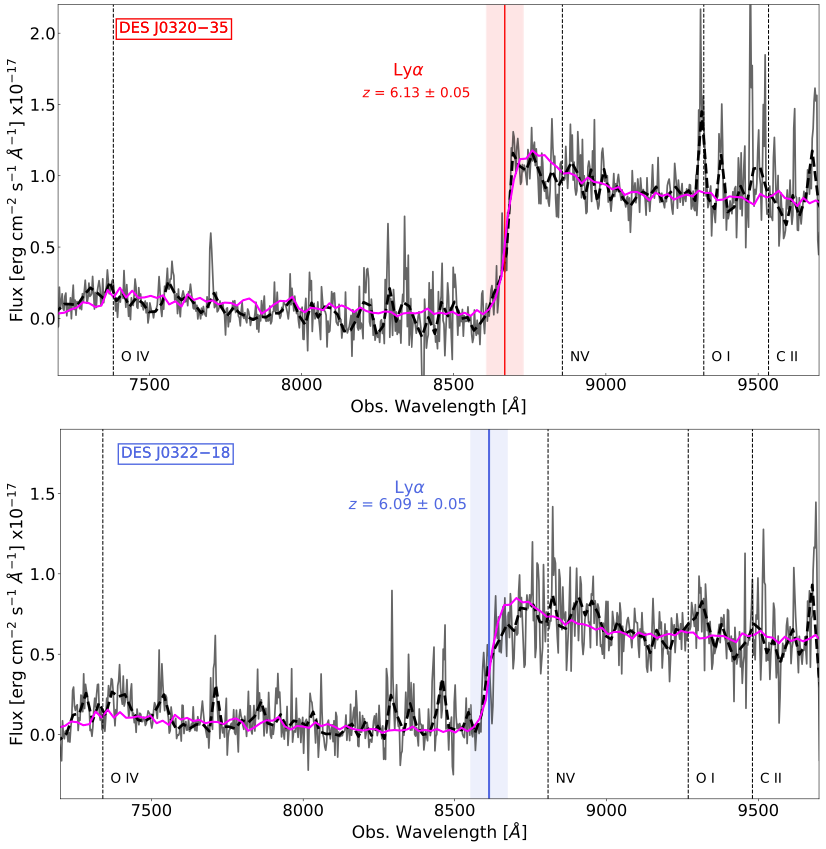 DES J0320−35
Lyα
z = 6.13 ± 0.05
2.0
1.5
1.0
0.5
0.0
Flux [erg cm⁻² s⁻¹ Å⁻¹] x10⁻¹⁷
O IV
NV
O I
C II
7500
8000
8500
9000
9500
Obs. Wavelength [Å]
DES J0322−18
Lyα
z = 6.09 ± 0.05
1.5
1.0
0.5
0.0
Flux [erg cm⁻² s⁻¹ Å⁻¹] x10⁻¹⁷
O IV
NV
O I
C II
7500
8000
8500
9000
9500
Obs. Wavelength [Å]